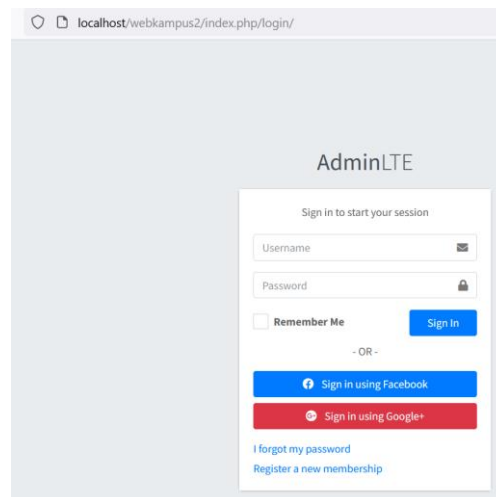 localhost/webkampus2/index.php/login/
AdminLTE
Sign in to start your session
Username
Password
Remember Me
Sign In
- OR -
Sign in using Facebook
Sign in using Google+
I forgot my password
Register a new membership